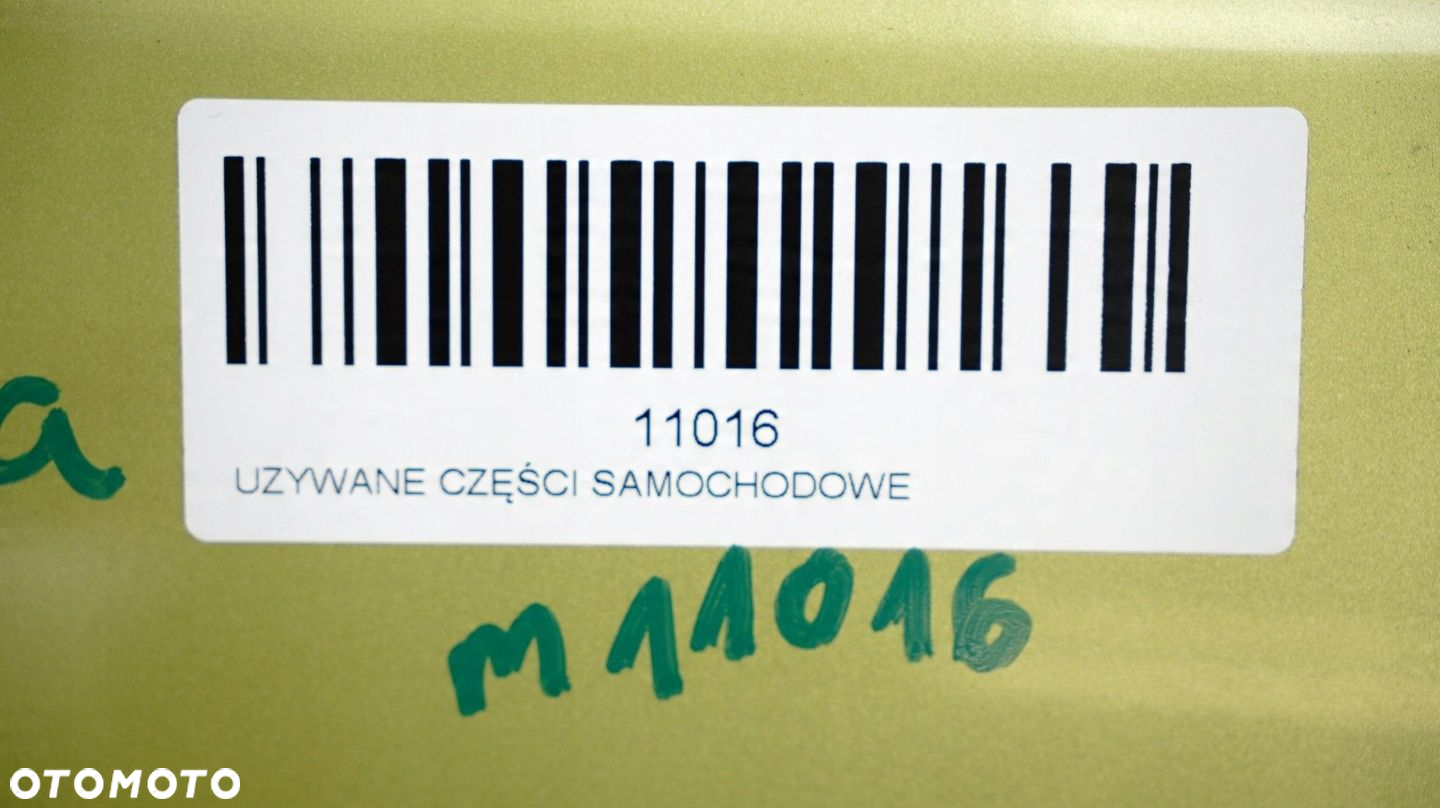 11016
UZYWANE CZĘŚCI SAMOCHODOWE
a
m11016
OTOMOTO